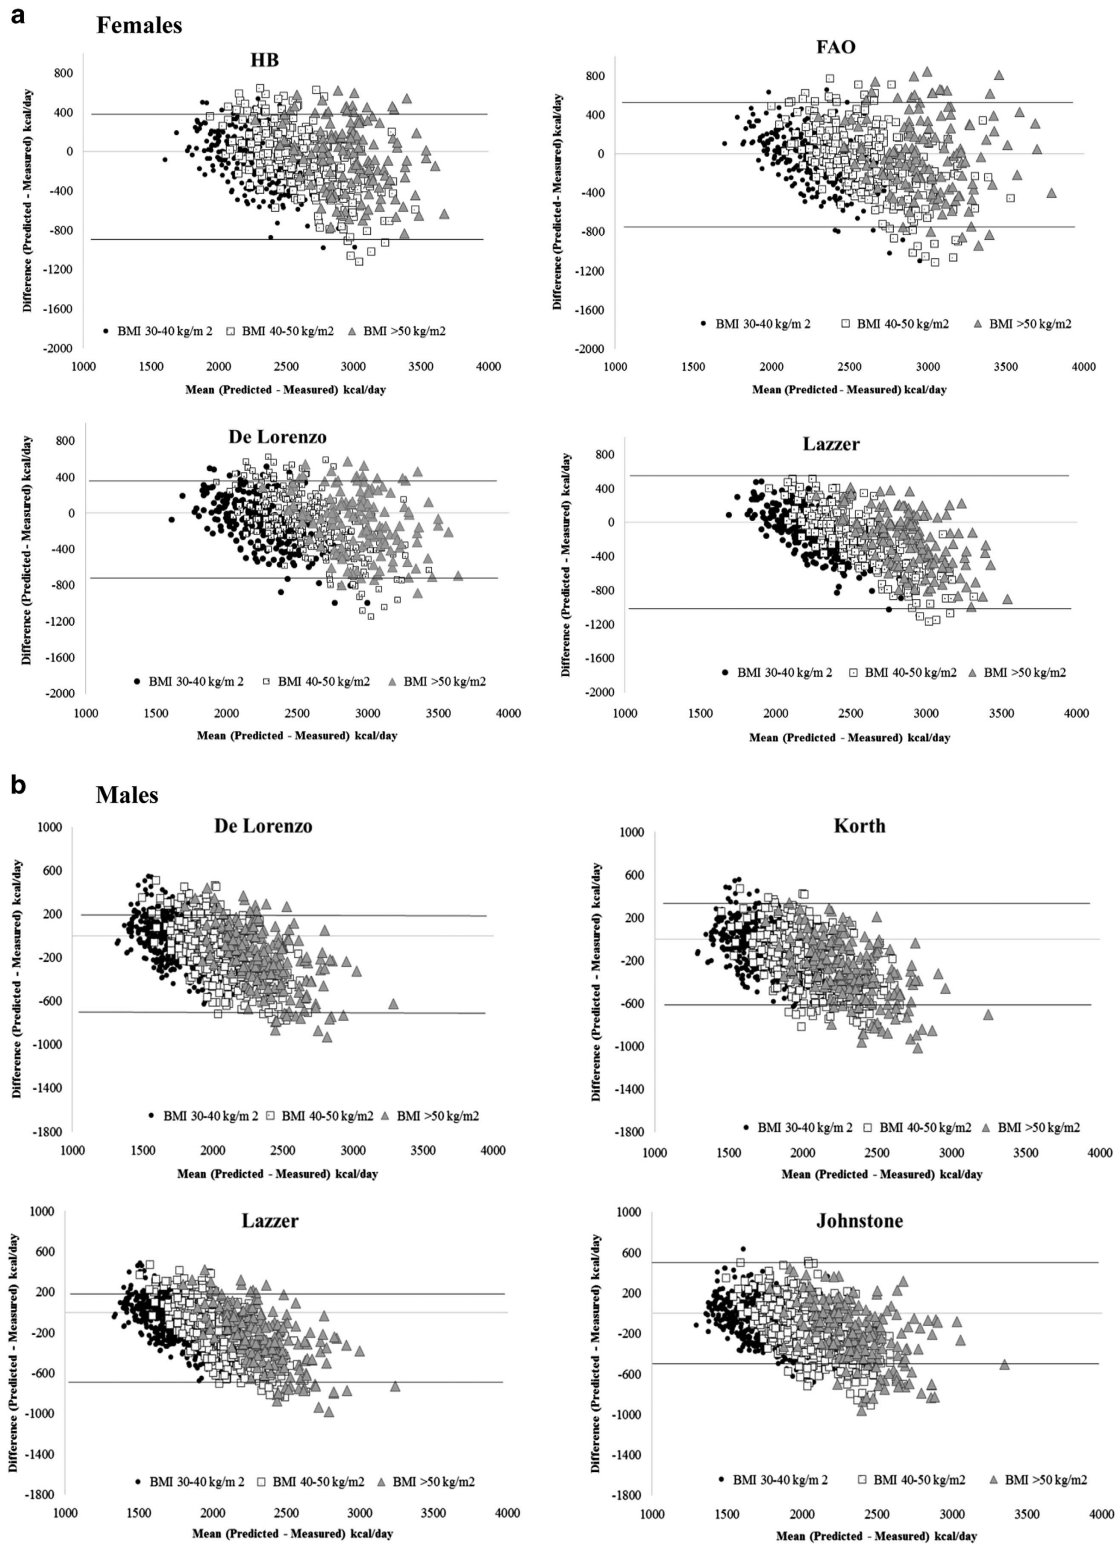 a
Females
HB
800
400
0
-400
-800
-1200
-1600
-2000
Difference (Predicted - Measured) kcal/day
BMI 30-40 kg/m 2 BMI 40-50 kg/m2 BMI >50 kg/m2
1000 1500 2000 2500 3000 3500 4000
Mean (Predicted - Measured) kcal/day
FAO
800
400
0
-400
-800
-1200
-1600
-2000
Difference (Predicted - Measured) kcal/day
BMI 30-40 kg/m 2 BMI 40-50 kg/m2 BMI >50 kg/m2
1000 1500 2000 2500 3000 3500 4000
Mean (Predicted - Measured) kcal/day
De Lorenzo
800
400
0
-400
-800
-1200
-1600
-2000
Difference (Predicted - Measured) kcal/day
BMI 30-40 kg/m 2 BMI 40-50 kg/m2 BMI >50 kg/m2
1000 1500 2000 2500 3000 3500 4000
Mean (Predicted - Measured) kcal/day
Lazzer
800
400
0
-400
-800
-1200
-1600
-2000
Difference (Predicted - Measured) kcal/day
BMI 30-40 kg/m 2 BMI 40-50 kg/m2 BMI >50 kg/m2
1000 1500 2000 2500 3000 3500 4000
Mean (Predicted - Measured) kcal/day
b
Males
De Lorenzo
1000
600
200
-200
-600
-1000
-1400
-1800
Difference (Predicted - Measured) kcal/day
BMI 30-40 kg/m 2 BMI 40-50 kg/m2 BMI >50 kg/m2
1000 1500 2000 2500 3000 3500 4000
Mean (Predicted - Measured) kcal/day
Korth
1000
600
200
-200
-600
-1000
-1400
-1800
Difference (Predicted - Measured) kcal/day
BMI 30-40 kg/m 2 BMI 40-50 kg/m2 BMI >50 kg/m2
1000 1500 2000 2500 3000 3500 4000
Mean (Predicted - Measured) kcal/day
Lazzer
1000
600
200
-200
-600
-1000
-1400
-1800
Difference (Predicted - Measured) kcal/day
BMI 30-40 kg/m 2 BMI 40-50 kg/m2 BMI >50 kg/m2
1000 1500 2000 2500 3000 3500 4000
Mean (Predicted - Measured) kcal/day
Johnstone
1000
600
200
-200
-600
-1000
-1400
-1800
Difference (Predicted - Measured) kcal/day
BMI 30-40 kg/m 2 BMI 40-50 kg/m2 BMI >50 kg/m2
1000 1500 2000 2500 3000 3500 4000
Mean (Predicted - Measured) kcal/day